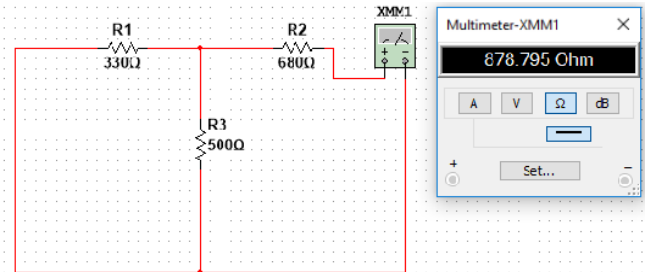 R1
330Ω
R2
680Ω
R3
500Ω
XMM1
+ -
Multimeter-XMM1
878.795 Ohm
A V Ω dB
+ Set... -